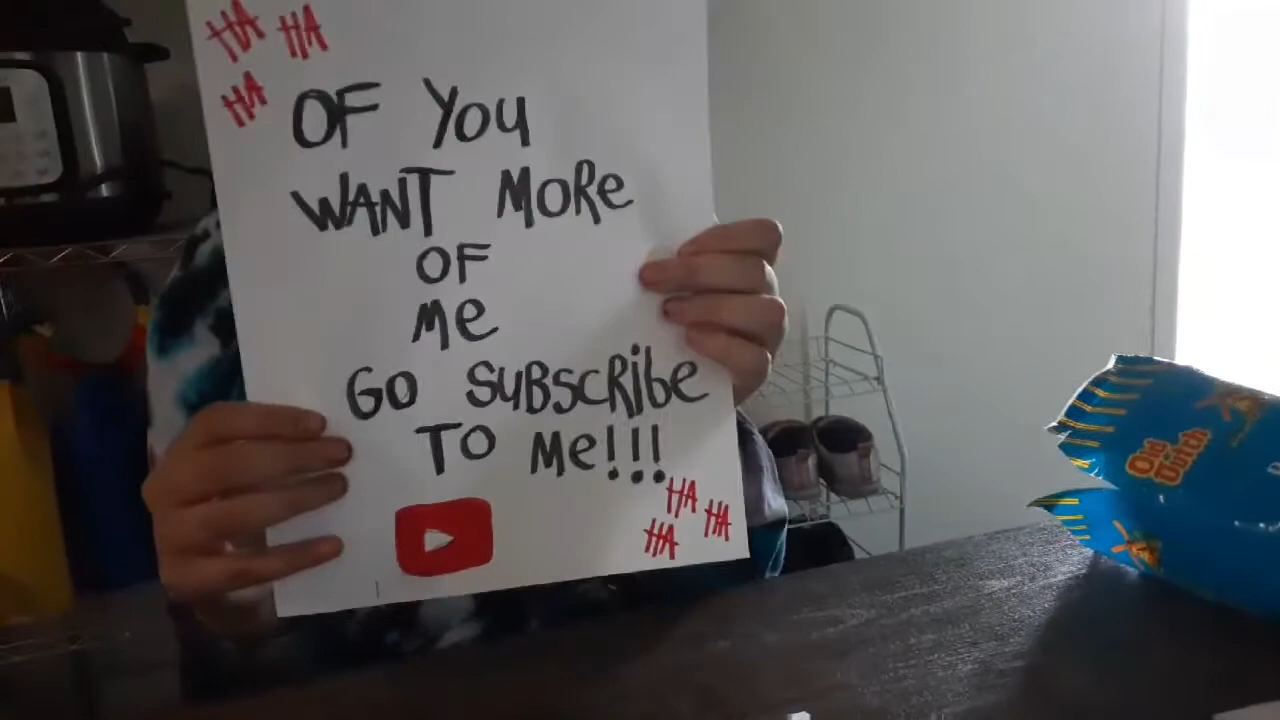 HA HA
HA
OF YOU
WANT MORE
OF
Me
GO SUBSCRIBE
TO Me!!!
HA HA
HA
Old
Dutch